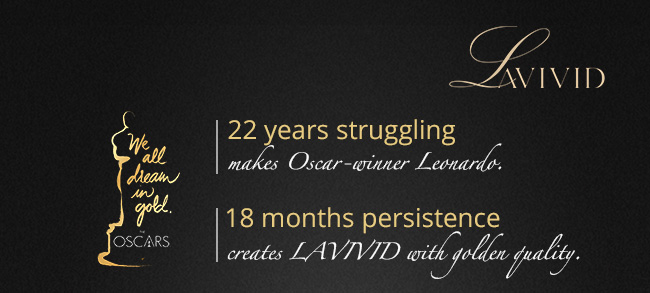 LAVIVID
22 years struggling
makes Oscar-winner Leonardo.
We
all
dream
in
gold.
THE
OSCARS
18 months persistence
creates LAVIVID with golden quality.